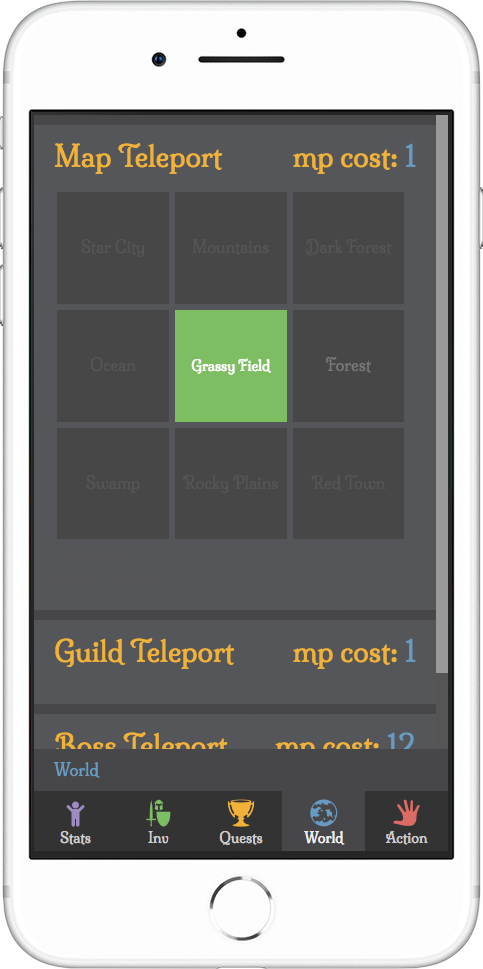 Map Teleport mp cost: 1
Star City Mountains Dark Forest
Ocean Grassy Field Forest
Swamp Rocky Plains Red Town
Guild Teleport mp cost: 1
Boss Teleport mp cost: 12
World
Stats Inv Quests World Action